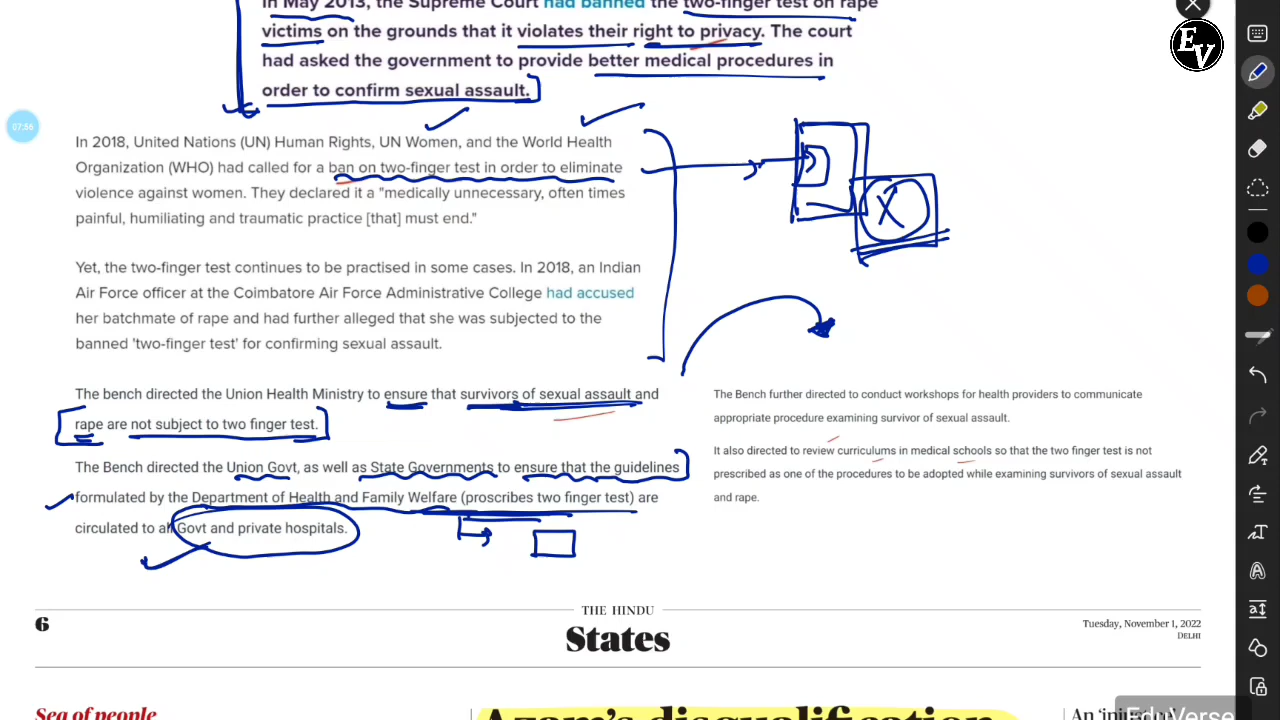 in May 2013, the Supreme Court had banned the two-finger test on rape
victims on the grounds that it violates their right to privacy. The court
had asked the government to provide better medical procedures in
order to confirm sexual assault.
EV
07:56
In 2018, United Nations (UN) Human Rights, UN Women, and the World Health
Organization (WHO) had called for a ban on two-finger test in order to eliminate
violence against women. They declared it a "medically unnecessary, often times
painful, humiliating and traumatic practice [that] must end."
X
Yet, the two-finger test continues to be practised in some cases. In 2018, an Indian
Air Force officer at the Coimbatore Air Force Administrative College had accused
her batchmate of rape and had further alleged that she was subjected to the
banned 'two-finger test' for confirming sexual assault.
The bench directed the Union Health Ministry to ensure that survivors of sexual assault and
rape are not subject to two finger test.
The Bench directed the Union Govt, as well as State Governments to ensure that the guidelines
formulated by the Department of Health and Family Welfare (proscribes two finger test) are
circulated to all Govt and private hospitals.
The Bench further directed to conduct workshops for health providers to communicate
appropriate procedure examining survivor of sexual assault.
It also directed to review curriculums in medical schools so that the two finger test is not
prescribed as one of the procedures to be adopted while examining survivors of sexual assault
and rape.
6
THE HINDU
States
Tuesday, November 1, 2022
DELHI
Sea of people
Azam's disqualification
An 'initial
EduVerse